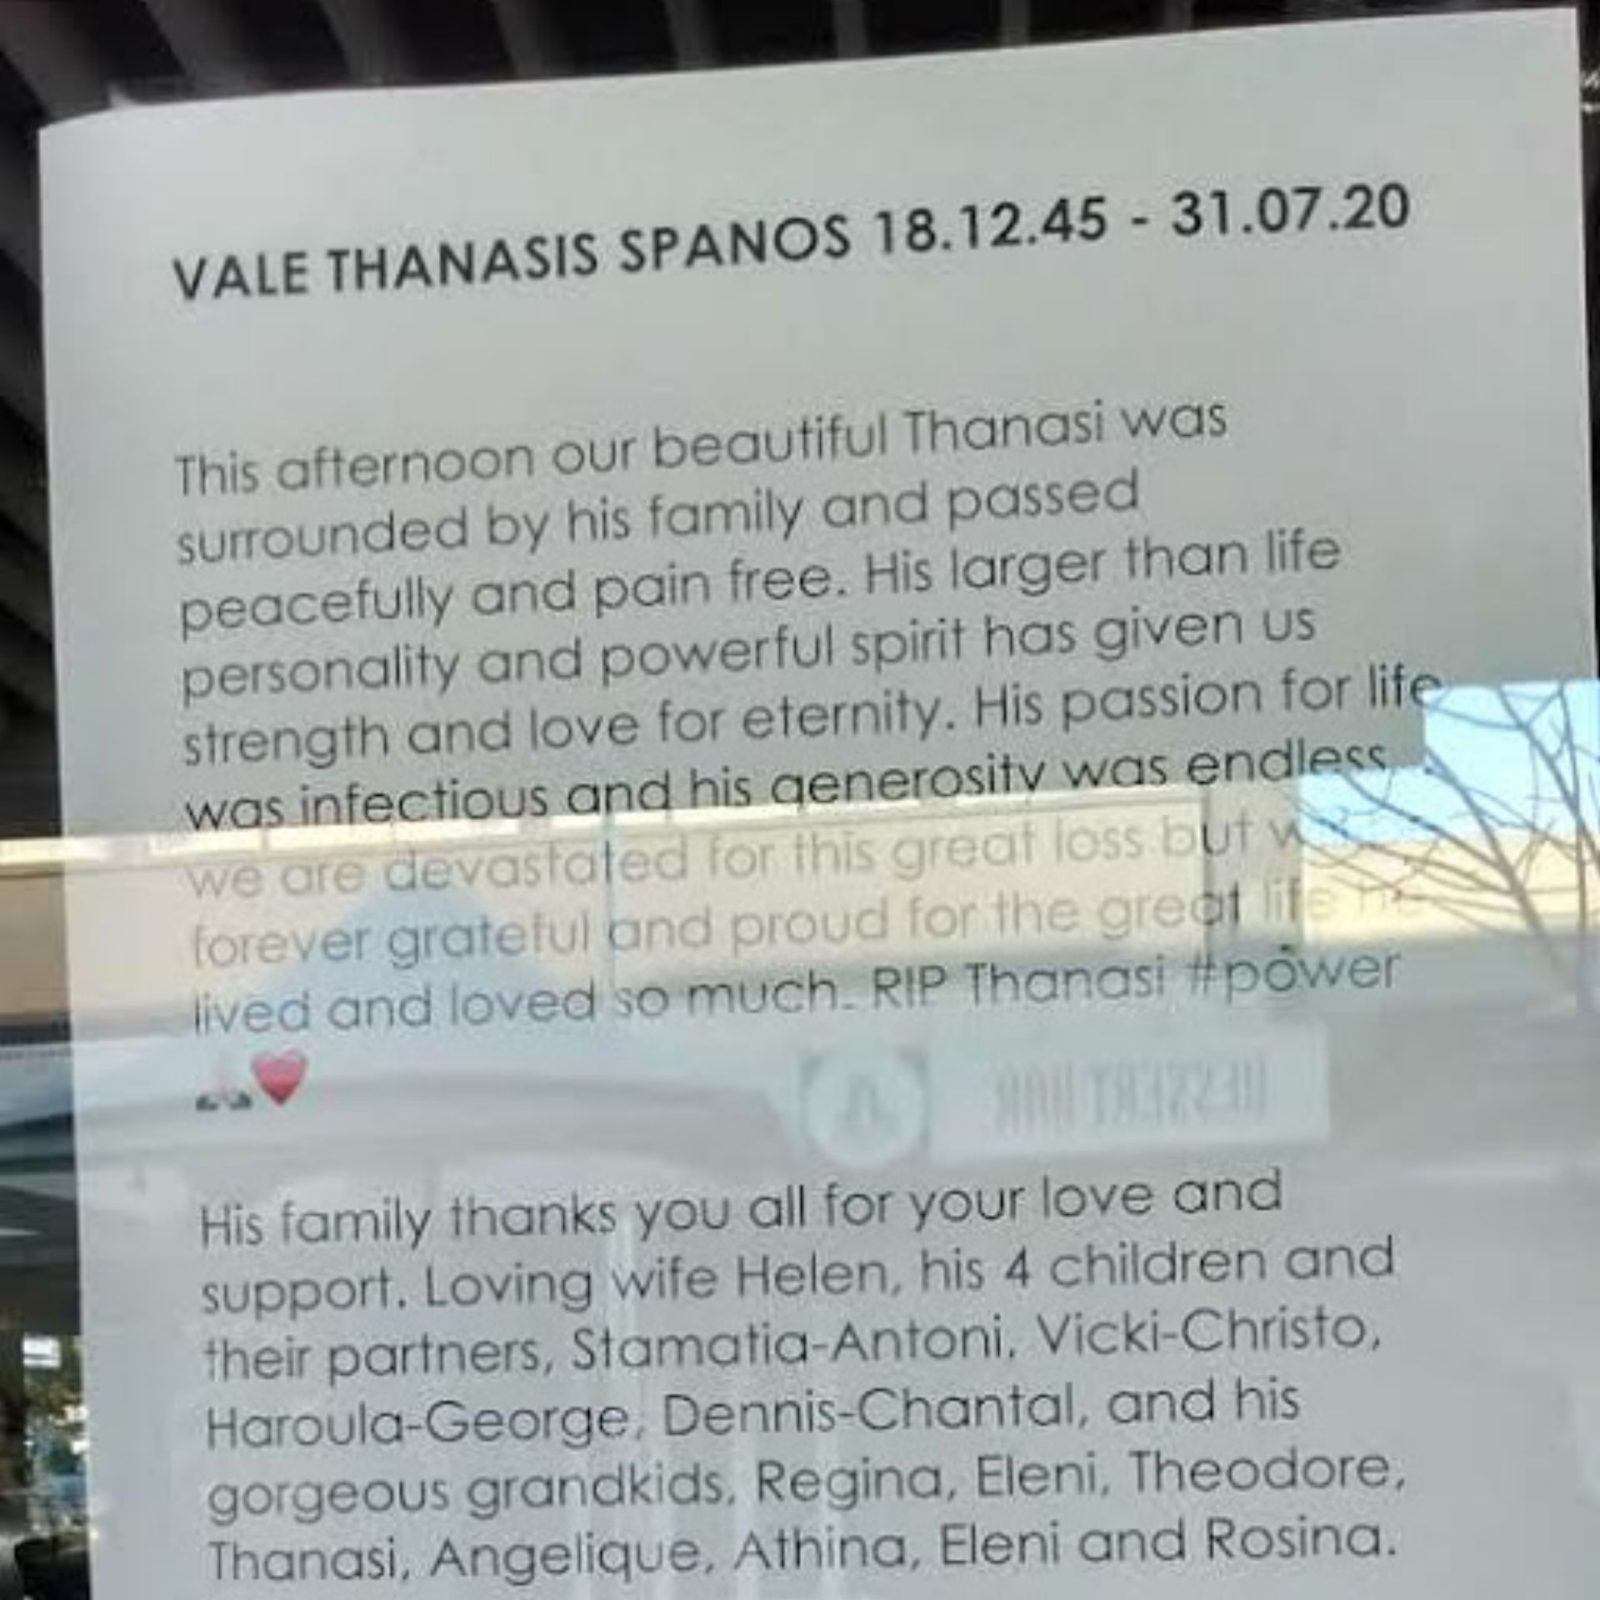 VALE THANASIS SPANOS 18.12.45 - 31.07.20
This afternoon our beautiful Thanasi was
surrounded by his family and passed
peacefully and pain free. His larger than life
personality and powerful spirit has given us
strength and love for eternity. His passion for life
was infectious and his generosity was endless
we are devastated for this great loss but
forever grateful and proud for the great life he
lived and loved so much. RIP Thanasi #power
🙏❤️
DESSERT BAR
His family thanks you all for your love and
support. Loving wife Helen, his 4 children and
their partners, Stamatia-Antoni, Vicki-Christo,
Haroula-George, Dennis-Chantal, and his
gorgeous grandkids, Regina, Eleni, Theodore,
Thanasi, Angelique, Athina, Eleni and Rosina.